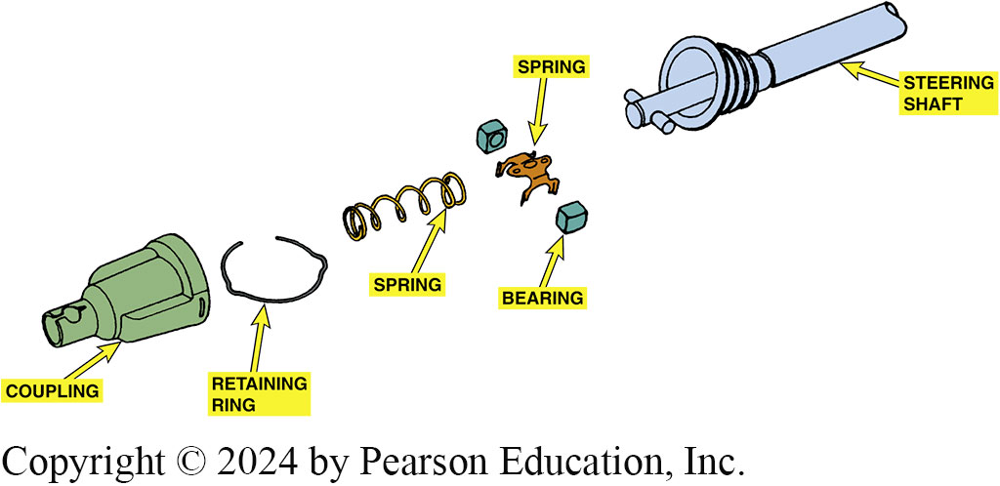 SPRING
STEERING
SHAFT
SPRING
BEARING
COUPLING
RETAINING
RING
Copyright © 2024 by Pearson Education, Inc.